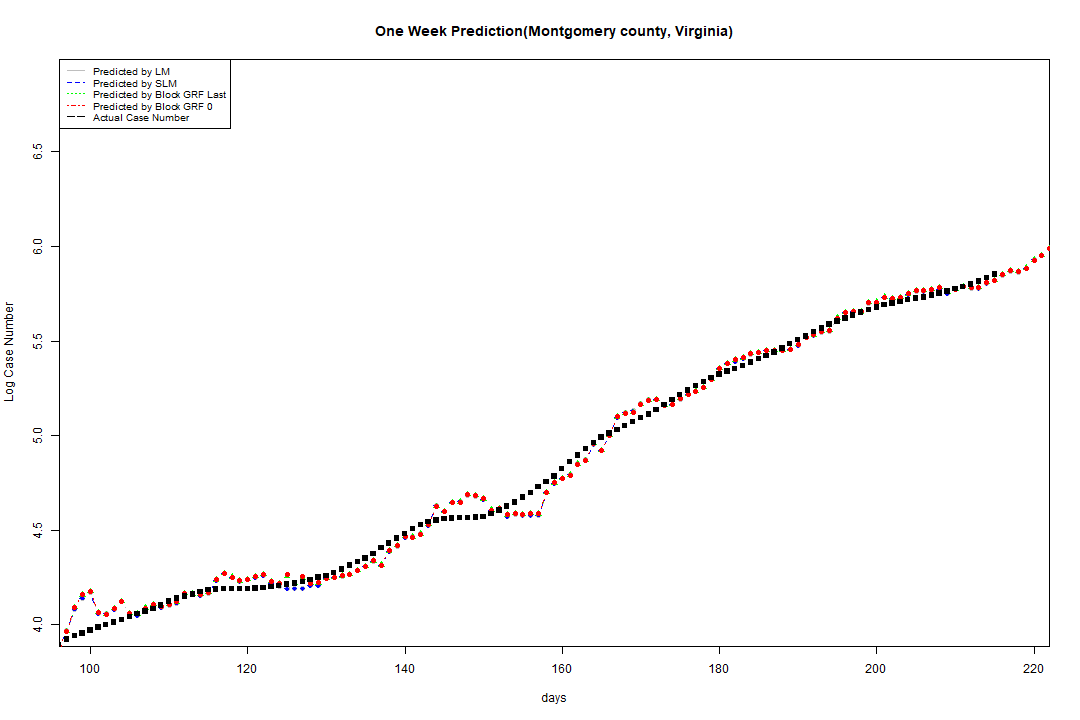 One Week Prediction(Montgomery county, Virginia)
Predicted by LM
Predicted by SLM
Predicted by Block GRF Last
Predicted by Block GRF 0
Actual Case Number
6.5
6.0
5.5
5.0
4.5
4.0
Log Case Number
100 120 140 160 180 200 220
days